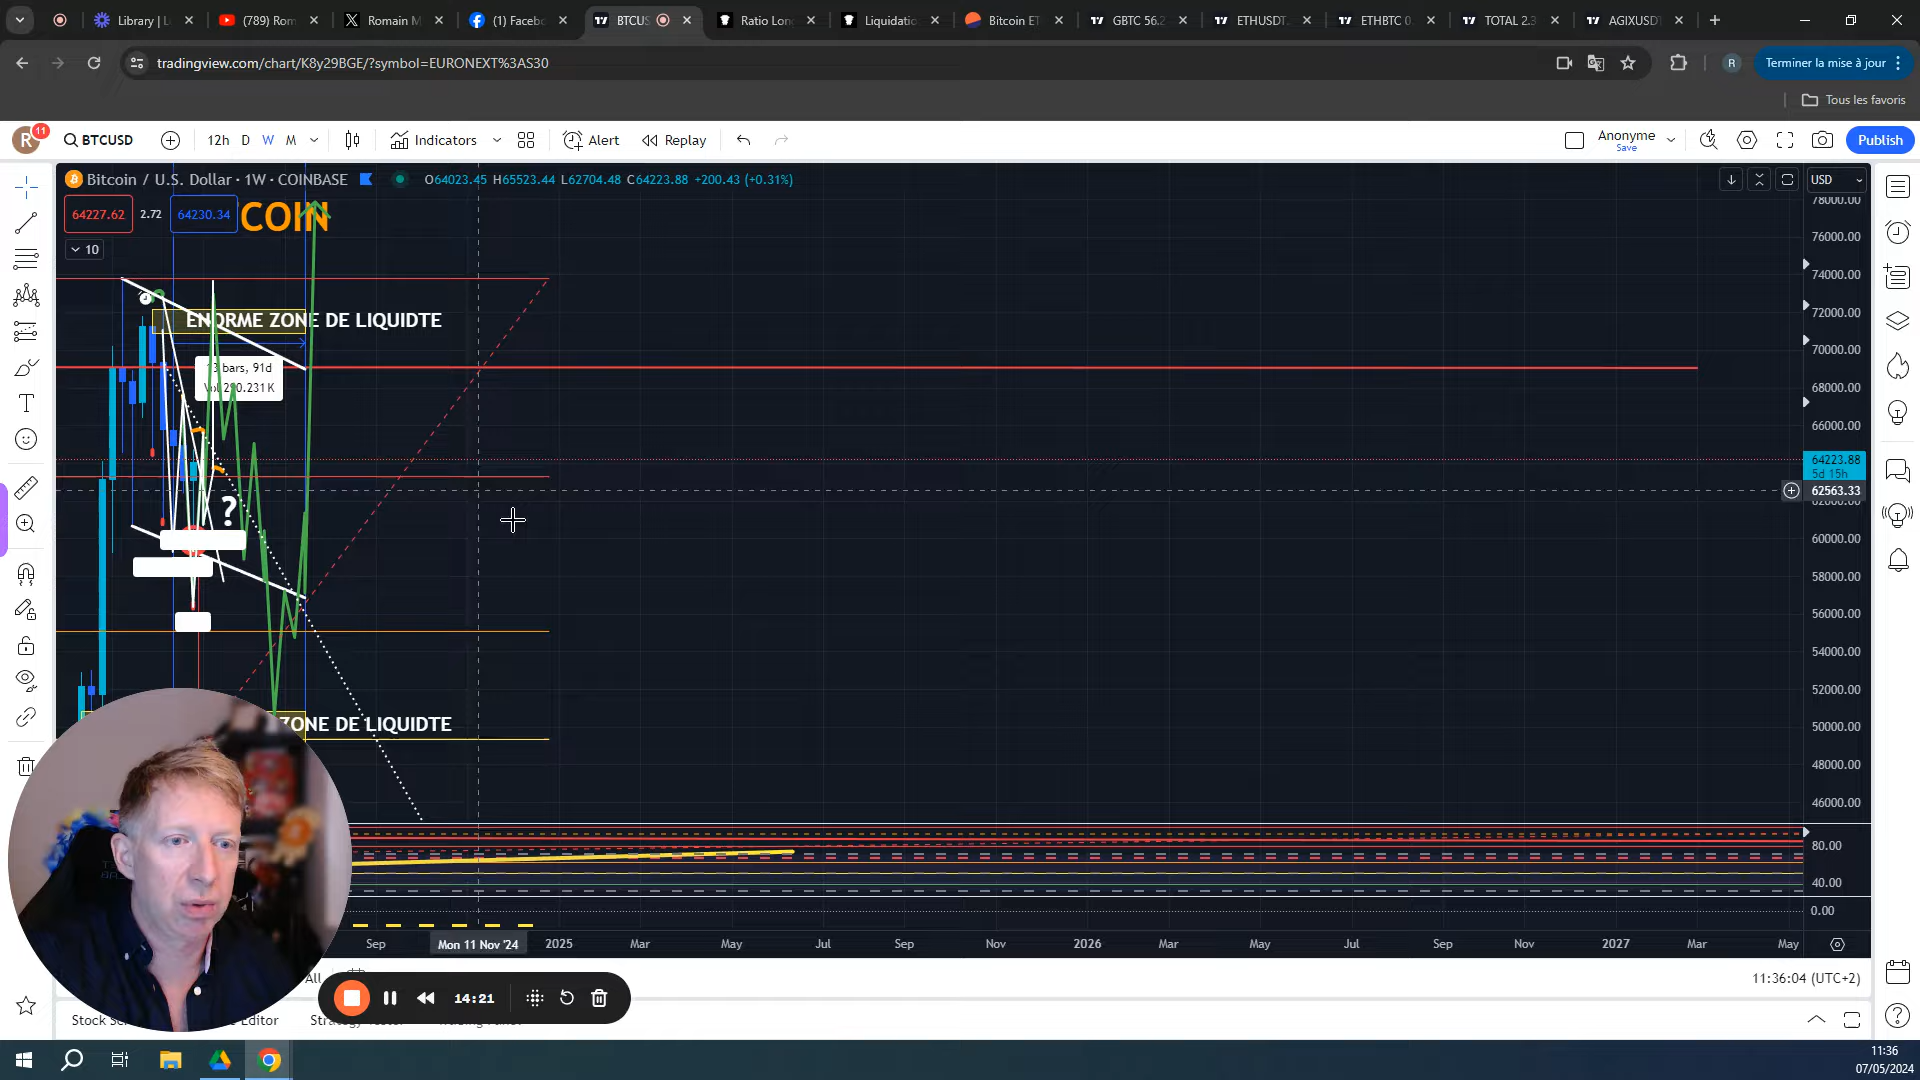 Library | L
(789) Rom
Romain M
(1) Facebo
BTCUS
Ratio Lon
Liquidatio
Bitcoin ET
GBTC 56.2
ETHUSDT
ETHBTC 0
TOTAL 2.3
AGIXUSD
tradingview.com/chart/K8y29BGE/?symbol=EURONEXT%3AS30
R
Terminer la mise à jour
Tous les favoris
R
11
BTCUSD
12h
D
W
M
Indicators
Alert
Replay
Anonyme
Save
Publish
Bitcoin / U.S. Dollar · 1W · COINBASE
O64023.45 H65523.44 L62704.48 C64223.88 +200.43 (+0.31%)
USD
64227.62
2.72
64230.34
COIN
10
ENORME ZONE DE LIQUIDTE
13 bars, 91d
Vol 290.231K
?
ZONE DE LIQUIDTE
78000.00
76000.00
74000.00
72000.00
70000.00
68000.00
66000.00
64223.88
5d 15h
62563.33
60000.00
58000.00
56000.00
54000.00
52000.00
50000.00
48000.00
46000.00
80.00
40.00
0.00
Sep
Mon 11 Nov '24
2025
Mar
May
Jul
Sep
Nov
2026
Mar
May
Jul
Sep
Nov
2027
Mar
May
All
11:36:04 (UTC+2)
14:21
Stock
Editor
11:36
07/05/2024